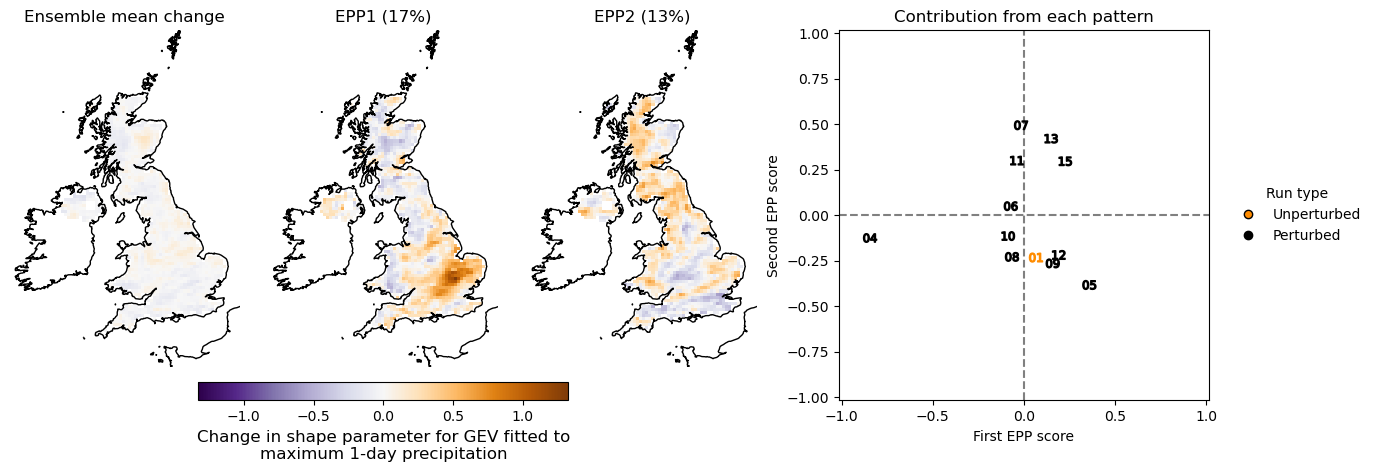 Ensemble mean change
EPP1 (17%)
EPP2 (13%)
Contribution from each pattern
1.00
0.75
0.50
0.25
0.00
−0.25
−0.50
−0.75
−1.00
Second EPP score
07
13
11
15
06
04
10
08
01
12
09
05
−1.0
−0.5
0.0
0.5
1.0
First EPP score
Run type
Unperturbed
Perturbed
−1.0
−0.5
0.0
0.5
1.0
Change in shape parameter for GEV fitted to
maximum 1-day precipitation